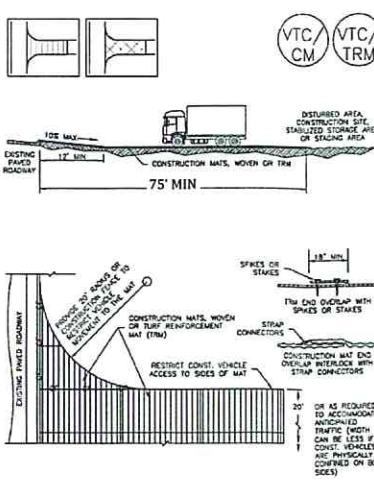 VTC/
CM
VTC/
TRM
DISTURBED AREA,
CONSTRUCTION SITE,
STABILIZED STORAGE ARE
OR STAGING AREA
10% MAX
EXISTING
PAVED
ROADWAY
12' MIN
CONSTRUCTION MATS, WOVEN OR TRM
75' MIN
PROVIDE 20' RADIUS OR
CONSTRUCTION FENCE TO
RESTRICT VEHICLE
MOVEMENT TO THE MAT
EXISTING PAVED ROADWAY
CONSTRUCTION MATS, WOVEN
OR TURF REINFORCEMENT
MAT (TRM)
RESTRICT CONST. VEHICLE
ACCESS TO SIDES OF MAT
18" MIN.
SPIKES OR
STAKES
TRM END OVERLAP WITH
SPIKES OR STAKES
STRAP
CONNECTORS
CONSTRUCTION MAT END
OVERLAP INTERLOCK WITH
STRAP CONNECTORS
20'
OR AS REQUIRED
TO ACCOMMODAT
ANTICIPATED
TRAFFIC (WIDTH
CAN BE LESS IF
CONST. VEHICLES
ARE PHYSICALLY
CONFINED ON BO
SIDES)